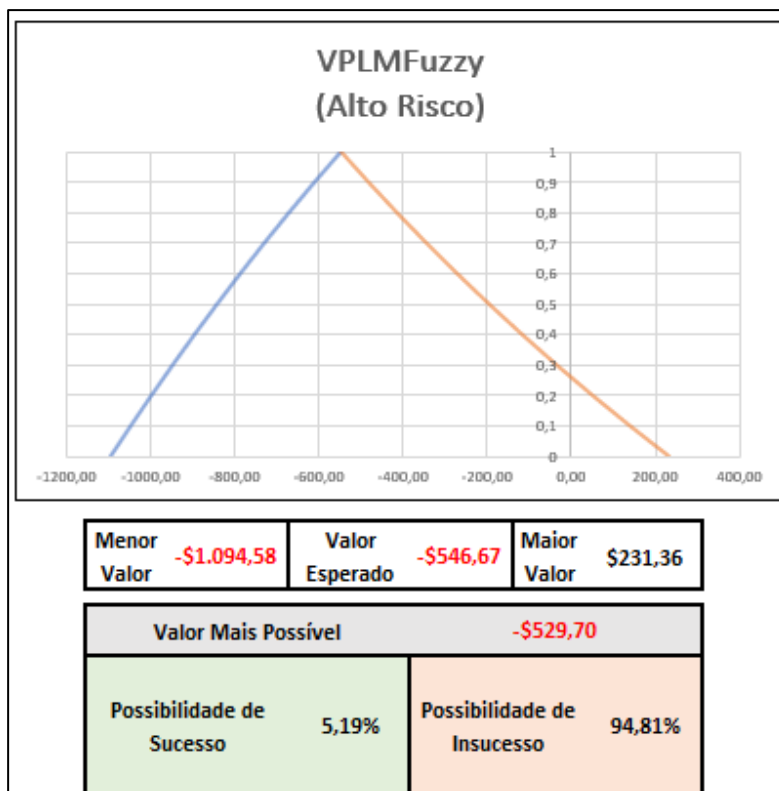 VPLMFuzzy
(Alto Risco)
1
0,9
0,8
0,7
0,6
0,5
0,4
0,3
0,2
0,1
0
-1200,00 -1000,00 -800,00 -600,00 -400,00 -200,00 0,00 200,00 400,00
Menor Valor -$1.094,58 Valor Esperado -$546,67 Maior Valor $231,36
Valor Mais Possível -$529,70
Possibilidade de Sucesso 5,19% Possibilidade de Insucesso 94,81%